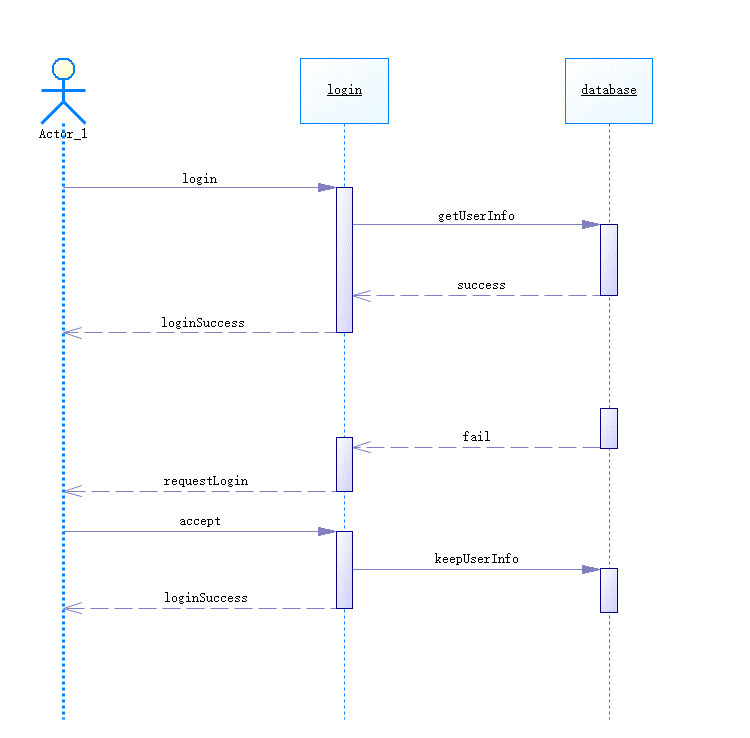 login
database
Actor_1
login
getUserInfo
success
loginSuccess
fail
requestLogin
accept
keepUserInfo
loginSuccess